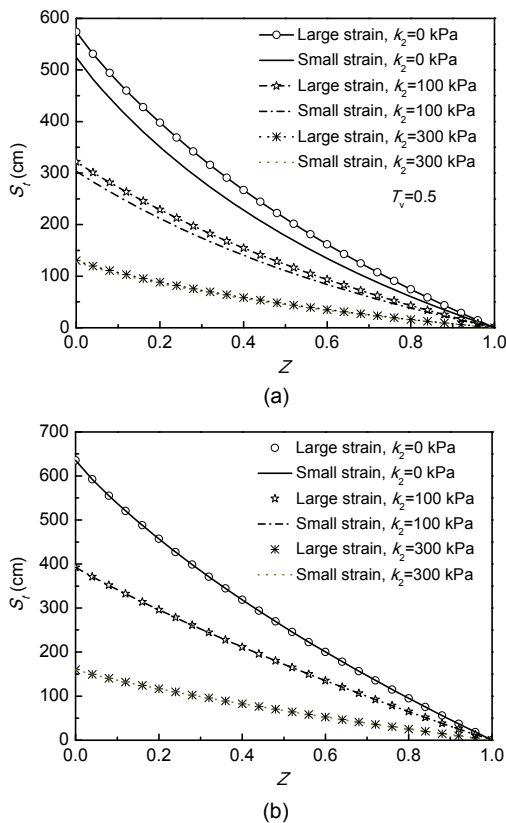 600
500
400
300
200
100
0
S_t (cm)
Large strain, k_2=0 kPa
Small strain, k_2=0 kPa
Large strain, k_2=100 kPa
Small strain, k_2=100 kPa
Large strain, k_2=300 kPa
Small strain, k_2=300 kPa
T_v=0.5
0.0 0.2 0.4 0.6 0.8 1.0
Z
(a)
700
600
500
400
300
200
100
0
S_t (cm)
Large strain, k_2=0 kPa
Small strain, k_2=0 kPa
Large strain, k_2=100 kPa
Small strain, k_2=100 kPa
Large strain, k_2=300 kPa
Small strain, k_2=300 kPa
0.0 0.2 0.4 0.6 0.8 1.0
Z
(b)